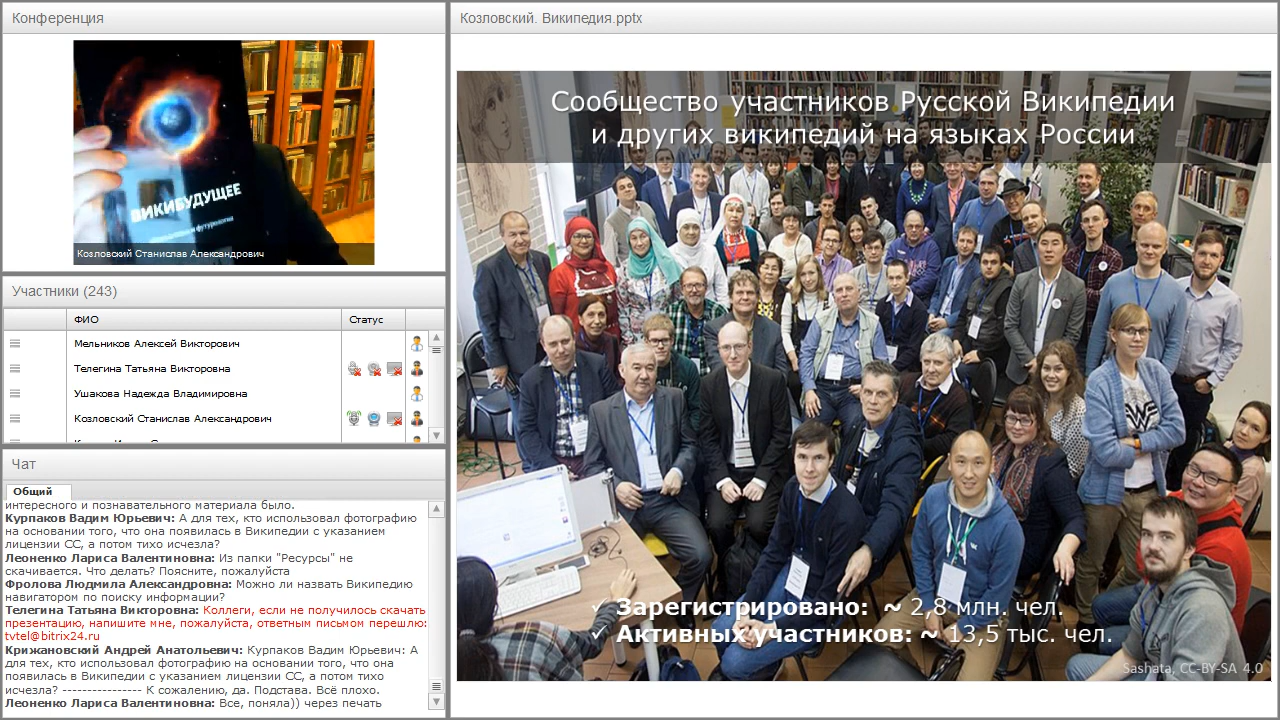 Конференция
ВИКИБУДУЩЕЕ
футурологии
Козловский Станислав Александрович
Участники (243)
ФИО Статус
Мельников Алексей Викторович
Телегина Татьяна Викторовна
Ушакова Надежда Владимировна
Козловский Станислав Александрович
Чат
Общий
интересного и познавательного материала было.
Курпаков Вадим Юрьевич: А для тех, кто использовал фотографию
на основании того, что она появилась в Википедии с указанием
лицензии СС, а потом тихо исчезла?
Леоненко Лариса Валентиновна: Из папки "Ресурсы" не
скачивается. Что делать? Поясните, пожалуйста
Фролова Людмила Александровна: Можно ли назвать Википедию
навигатором по поиску информации?
Телегина Татьяна Викторовна: Коллеги, если не получилось скачать
презентацию, напишите мне, пожалуйста, ответным письмом перешлю:
tvtel@bitrix24.ru
Крижановский Андрей Анатольевич: Курпаков Вадим Юрьевич: А
для тех, кто использовал фотографию на основании того, что она
появилась в Википедии с указанием лицензии СС, а потом тихо
исчезла? ---------------- К сожалению, да. Подстава. Всё плохо.
Леоненко Лариса Валентиновна: Все, поняла)) через печать
Козловский. Википедия.pptx
Сообщество участников Русской Википедии
и других википедий на языках России
✓ Зарегистрировано: ~ 2,8 млн. чел.
✓ Активных участников: ~ 13,5 тыс. чел.
Sashata, CC-BY-SA 4.0